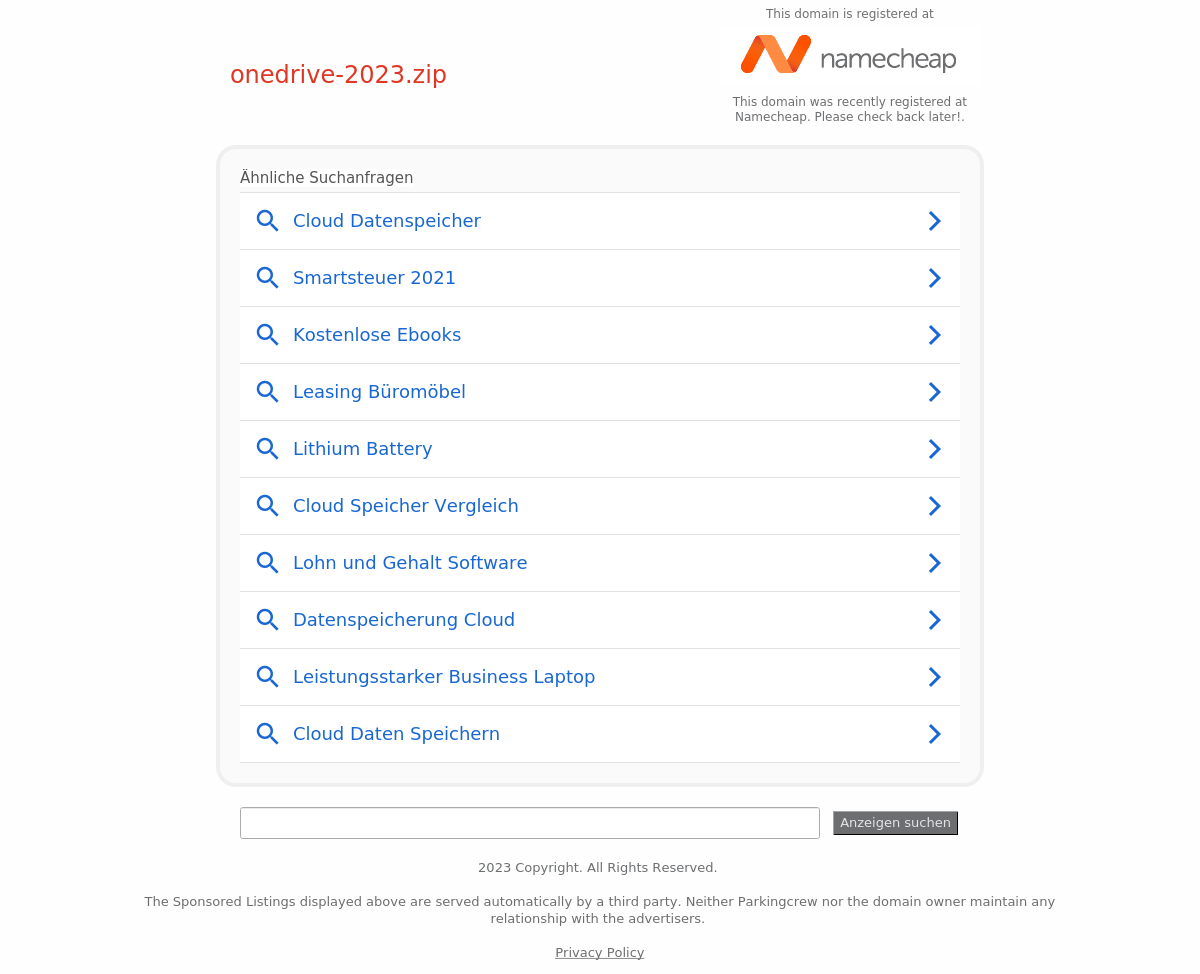 This domain is registered at
namecheap
onedrive-2023.zip
This domain was recently registered at
Namecheap. Please check back later!.
Ähnliche Suchanfragen
Cloud Datenspeicher
Smartsteuer 2021
Kostenlose Ebooks
Leasing Büromöbel
Lithium Battery
Cloud Speicher Vergleich
Lohn und Gehalt Software
Datenspeicherung Cloud
Leistungsstarker Business Laptop
Cloud Daten Speichern
Anzeigen suchen
2023 Copyright. All Rights Reserved.
The Sponsored Listings displayed above are served automatically by a third party. Neither Parkingcrew nor the domain owner maintain any
relationship with the advertisers.
Privacy Policy